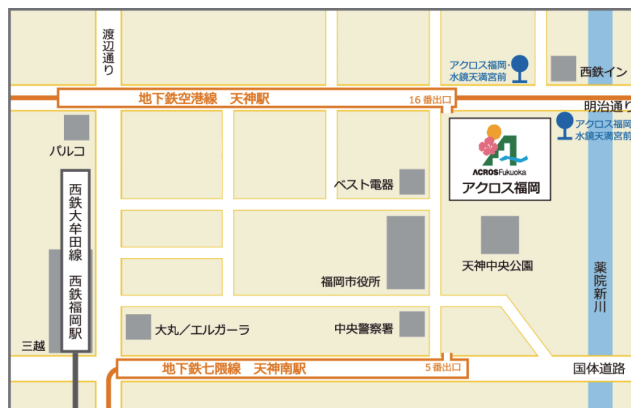 渡辺通り
アクロス福岡・
水鏡天満宮前
西鉄イン
地下鉄空港線 天神駅
16番出口
明治通り
アクロス福岡
水鏡天満宮前
パルコ
ACROS Fukuoka
アクロス福岡
ベスト電器
西鉄大牟田線 西鉄福岡駅
天神中央公園
福岡市役所
薬院新川
大丸／エルガーラ
中央警察署
三越
地下鉄七隈線 天神南駅
5番出口
国体道路